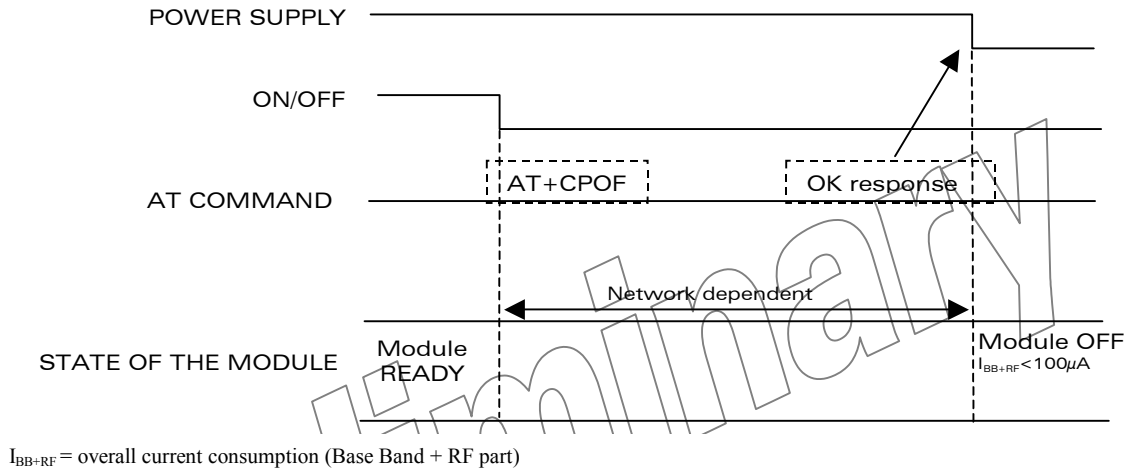 POWER SUPPLY
ON/OFF
AT COMMAND
AT+CPOF
OK response
Network dependent
STATE OF THE MODULE
Module
READY
Module OFF
I_BB+RF<100µA
liminary
I_BB+RF = overall current consumption (Base Band + RF part)